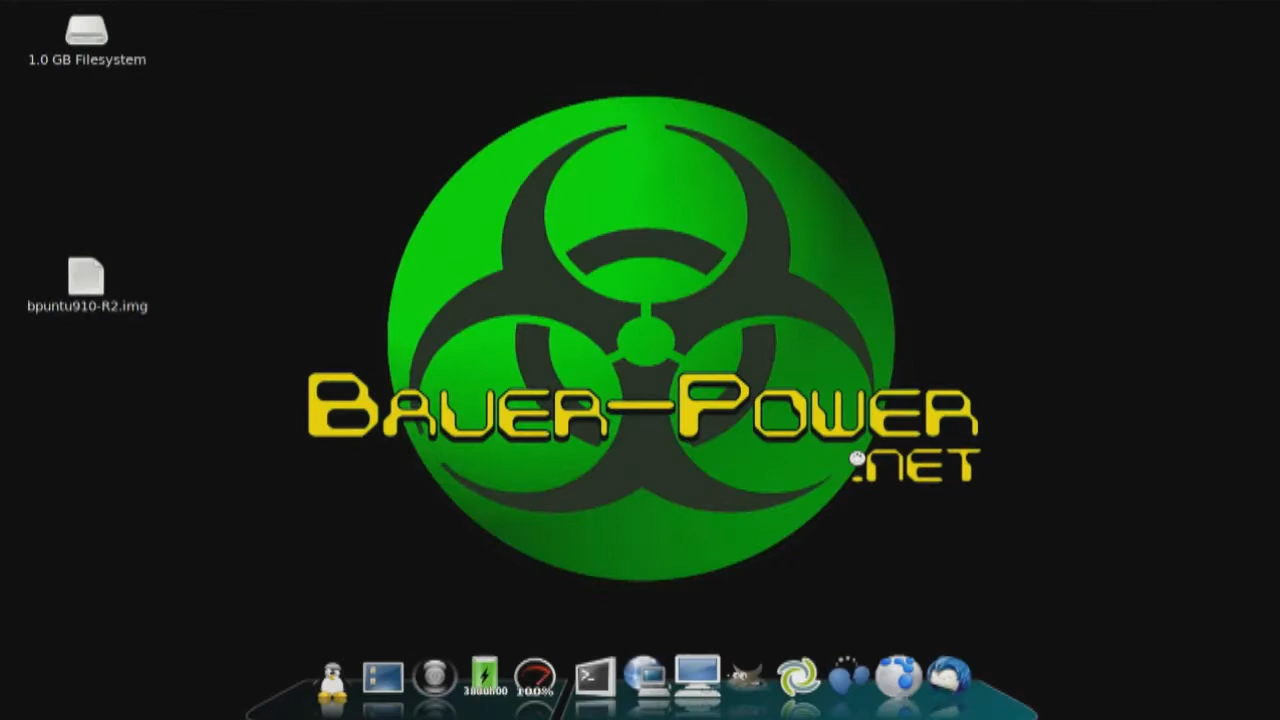 1.0 GB Filesystem
bpuntu910-R2.img
BAUER-POWER
.NET
100%